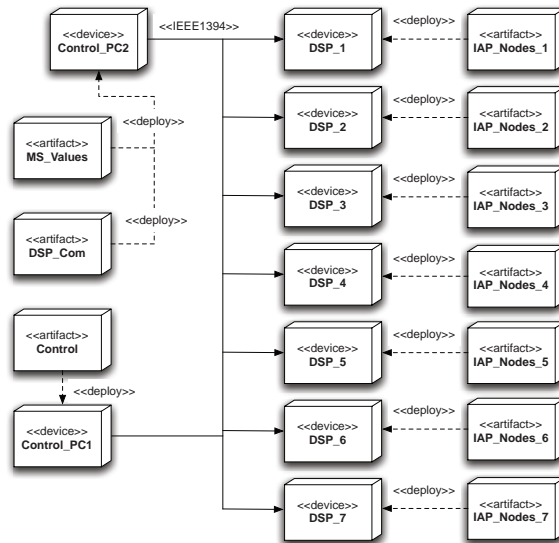 <<device>>
Control_PC2
<<IEEE1394>>
<<device>>
DSP_1
<<deploy>>
<<artifact>>
IAP_Nodes_1
<<deploy>>
<<artifact>>
MS_Values
<<device>>
DSP_2
<<deploy>>
<<artifact>>
IAP_Nodes_2
<<device>>
DSP_3
<<deploy>>
<<artifact>>
IAP_Nodes_3
<<deploy>>
<<artifact>>
DSP_Com
<<device>>
DSP_4
<<deploy>>
<<artifact>>
IAP_Nodes_4
<<artifact>>
Control
<<device>>
DSP_5
<<deploy>>
<<artifact>>
IAP_Nodes_5
<<deploy>>
<<device>>
Control_PC1
<<device>>
DSP_6
<<deploy>>
<<artifact>>
IAP_Nodes_6
<<device>>
DSP_7
<<deploy>>
<<artifact>>
IAP_Nodes_7